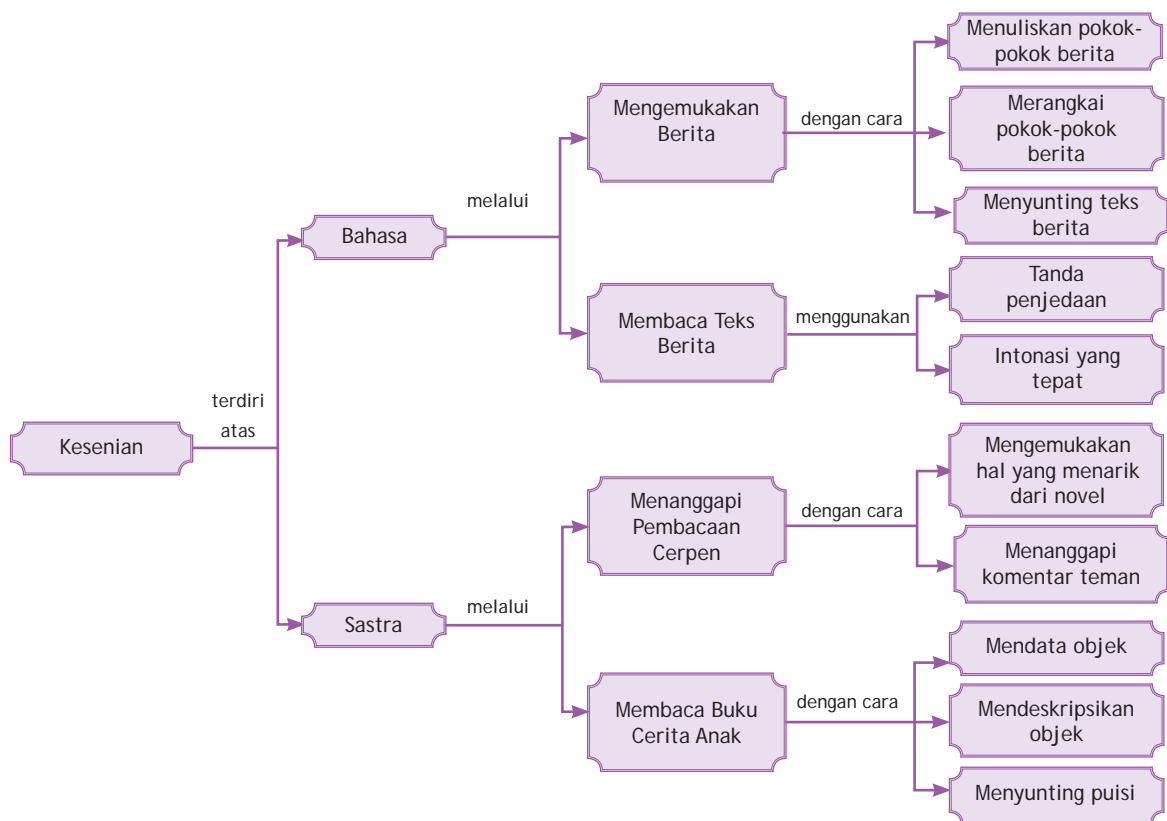 Kesenian
terdiri
atas
Bahasa
melalui
Mengemukakan
Berita
dengan cara
Menuliskan pokok-
pokok berita
Merangkai
pokok-pokok
berita
Menyunting teks
berita
Membaca Teks
Berita
menggunakan
Tanda
penjedaan
Intonasi yang
tepat
Sastra
melalui
Menanggapi
Pembacaan
Cerpen
dengan cara
Mengemukakan
hal yang menarik
dari novel
Menanggapi
komentar teman
Membaca Buku
Cerita Anak
dengan cara
Mendata objek
Mendeskripsikan
objek
Menyunting puisi